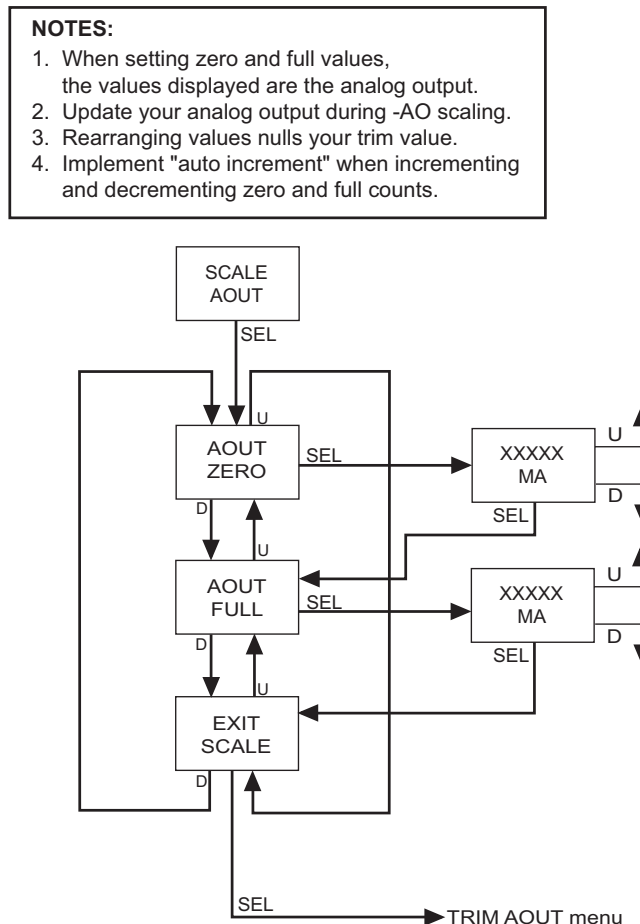 NOTES:
1. When setting zero and full values,
the values displayed are the analog output.
2. Update your analog output during -AO scaling.
3. Rearranging values nulls your trim value.
4. Implement "auto increment" when incrementing
and decrementing zero and full counts.
SCALE
AOUT
SEL
U
AOUT
ZERO
SEL
XXXXX
MA
U
D
SEL
D
U
AOUT
FULL
SEL
XXXXX
MA
U
D
SEL
D
U
EXIT
SCALE
D
SEL
TRIM AOUT menu